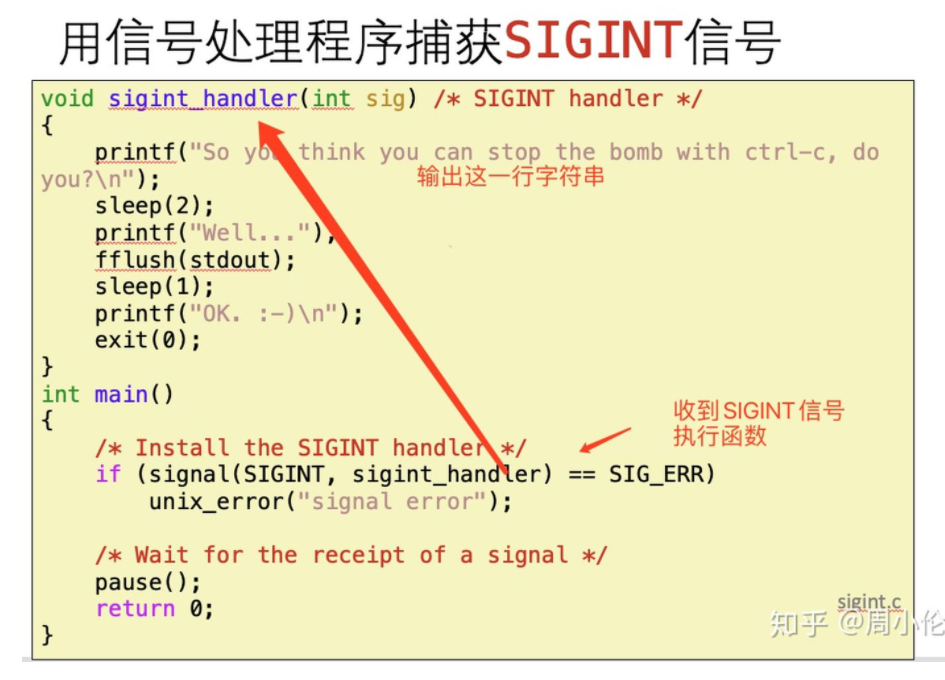 用信号处理程序捕获SIGINT信号
void sigint_handler(int sig) /* SIGINT handler */
{
printf("So you think you can stop the bomb with ctrl-c, do
you?\n");
输出这一行字符串
sleep(2);
printf("Well...");
fflush(stdout);
sleep(1);
printf("OK. :-)\n");
exit(0);
}
int main()
{
收到SIGINT信号
执行函数
/* Install the SIGINT handler */
if (signal(SIGINT, sigint_handler) == SIG_ERR)
unix_error("signal error");
/* Wait for the receipt of a signal */
pause();
return 0;
}
sigint.c
知乎 @周小伦